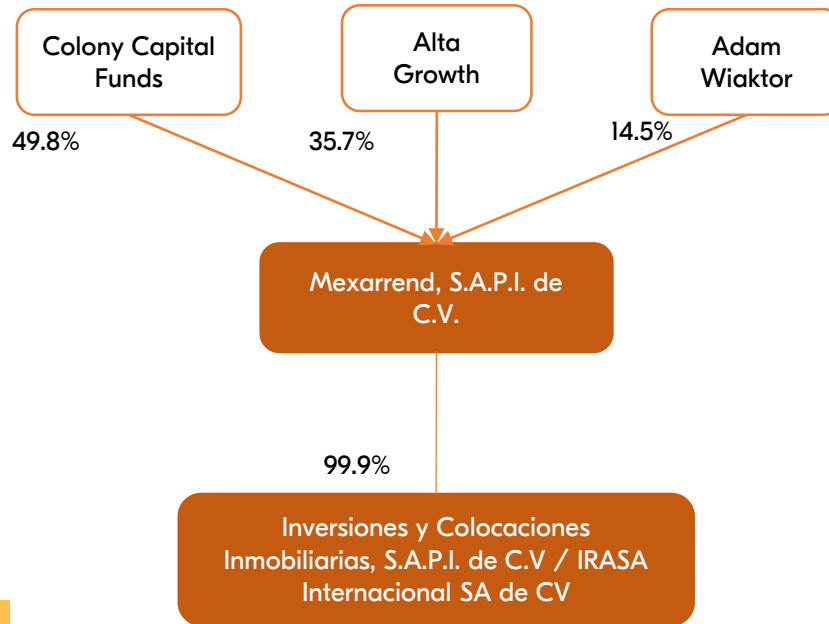 Colony Capital
Funds
Alta
Growth
Adam
Wiaktor
49.8%
35.7%
14.5%
Mexarrend, S.A.P.I. de
C.V.
99.9%
Inversiones y Colocaciones
Inmobiliarias, S.A.P.I. de C.V / IRASA
Internacional SA de CV